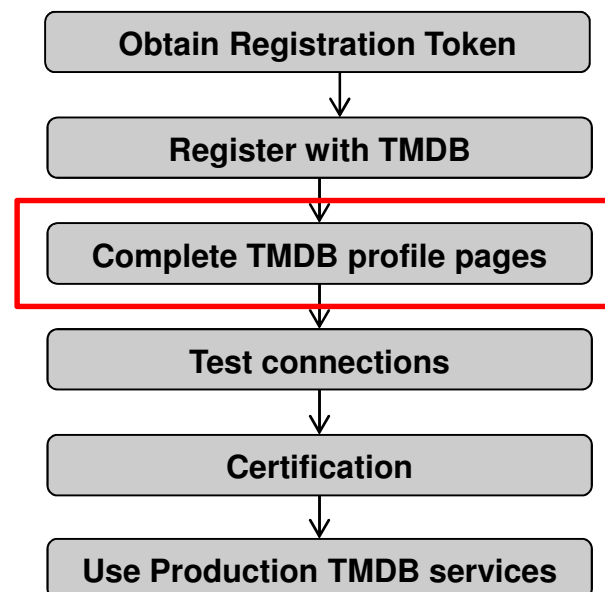 Obtain Registration Token
Register with TMDB
Complete TMDB profile pages
Test connections
Certification
Use Production TMDB services